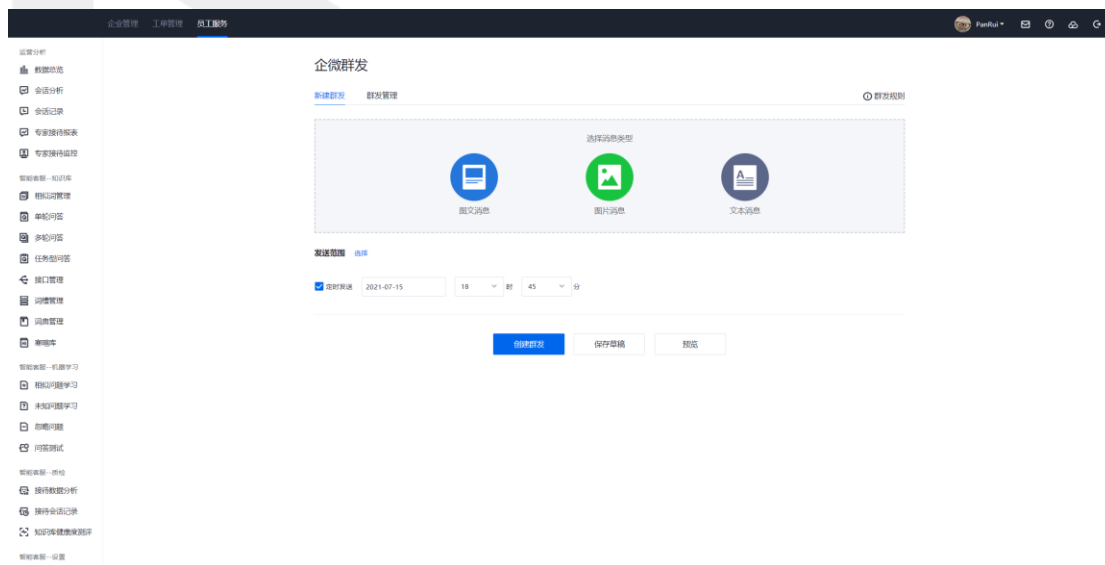 企业管理 工单管理 员工服务 PanRui
运营分析
数据总览
会话分析
会话记录
专家接待报表
专家接待监控
智能客服--知识库
相似词管理
单轮问答
多轮问答
任务型问答
接口管理
词槽管理
词典管理
寒暄库
智能客服--机器学习
相似问题学习
未知问题学习
忽略问题
问答测试
智能客服--质检
接待数据分析
接待会话记录
知识库健康度测评
智能客服--设置
企微群发
新建群发 群发管理 群发规则
选择消息类型
图文消息 图片消息 文本消息
发送范围 选择
定时发送 2021-07-15 18 时 45 分
创建群发 保存草稿 预览